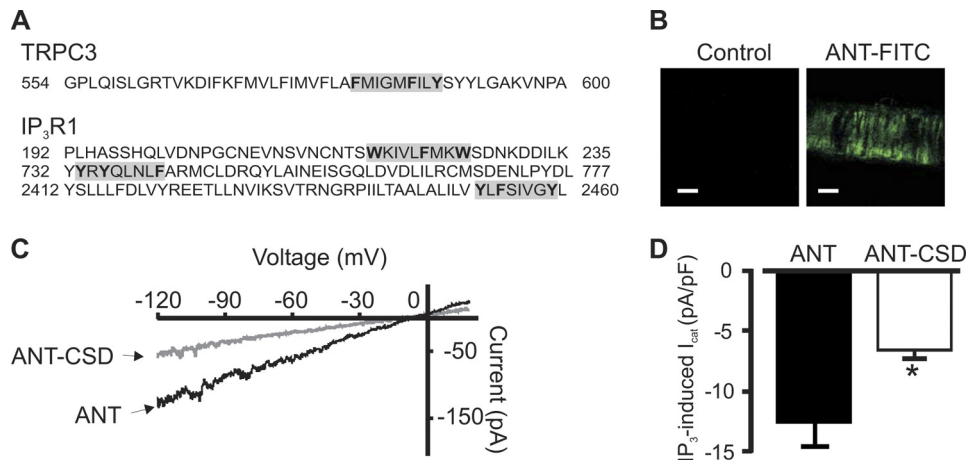 A
TRPC3
554 GPLQISLGRTVKDIFKFMVLFIMVFLAFMIGMFILYSYYLGAKVNPA 600
IP3R1
192 PLHASSHQLVDNPGCNEVNSVNCNTSWKIVLFMKWSDNKDDILK 235
732 YYRYQLNLFARMCLDRQYLAINEISGQLDVDLILRCMSDENLPYDL 777
2412 YSLLLFDLVYREETLLNVIKSVTRNGRPIILTAALALILVYLFSIVGYL 2460
B
Control
ANT-FITC
C
Voltage (mV)
-120 -90 -60 -30 0
ANT-CSD
ANT
-50
-150
Current (pA)
D
ANT ANT-CSD
0
-5
-10
-15
*
IP3-induced Icat (pA/pF)